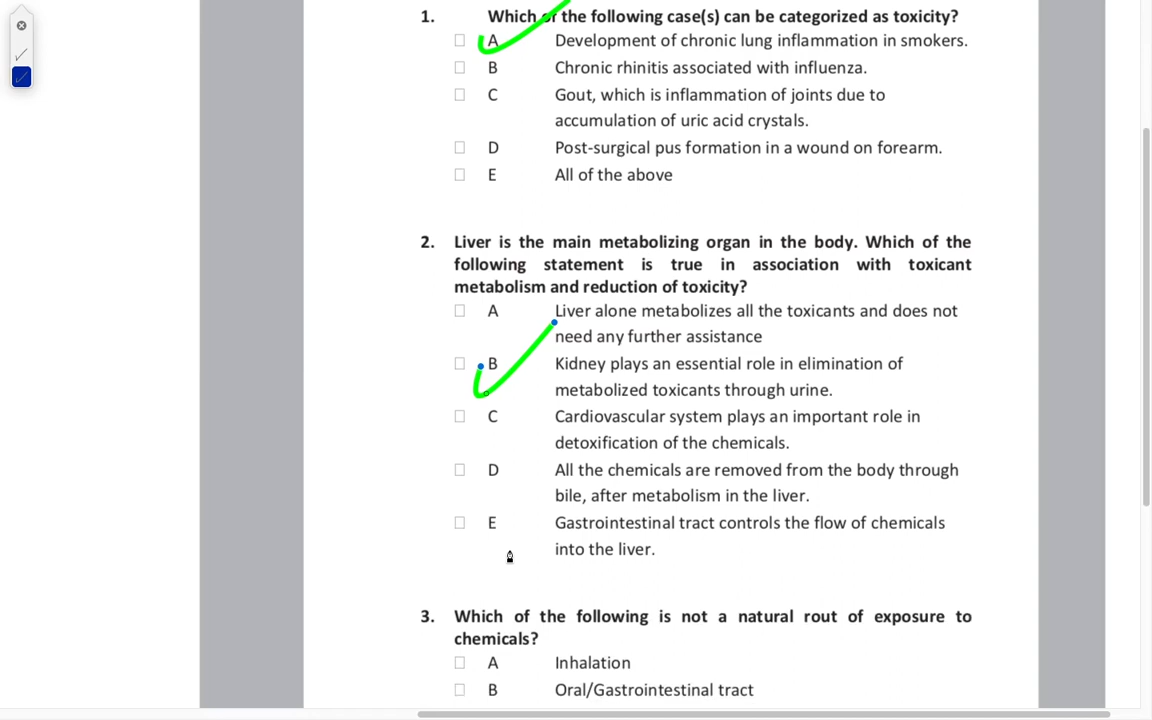 1. Which of the following case(s) can be categorized as toxicity?
A Development of chronic lung inflammation in smokers.
B Chronic rhinitis associated with influenza.
C Gout, which is inflammation of joints due to
accumulation of uric acid crystals.
D Post-surgical pus formation in a wound on forearm.
E All of the above
2. Liver is the main metabolizing organ in the body. Which of the
following statement is true in association with toxicant
metabolism and reduction of toxicity?
A Liver alone metabolizes all the toxicants and does not
need any further assistance
B Kidney plays an essential role in elimination of
metabolized toxicants through urine.
C Cardiovascular system plays an important role in
detoxification of the chemicals.
D All the chemicals are removed from the body through
bile, after metabolism in the liver.
E Gastrointestinal tract controls the flow of chemicals
into the liver.
3. Which of the following is not a natural rout of exposure to
chemicals?
A Inhalation
B Oral/Gastrointestinal tract